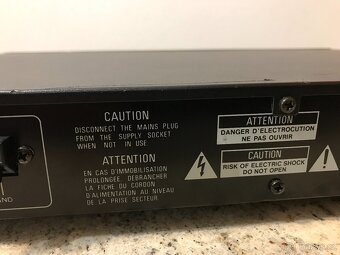 CAUTION
DISCONNECT THE MAINS PLUG
FROM THE SUPPLY SOCKET
WHEN NOT IN USE
ATTENTION
EN CAS D'IMMOBILISATION
PROLONGEE, DEBRANCHER
LA FICHE DU CORDON
D'ALIMENTATION AU NIVEAU
DE LA PRISE SECTEUR
ATTENTION
DANGER D'ELECTROCUTION
NE PAS OUVRIR
CAUTION
RISK OF ELECTRIC SHOCK
DO NOT OPEN
GND